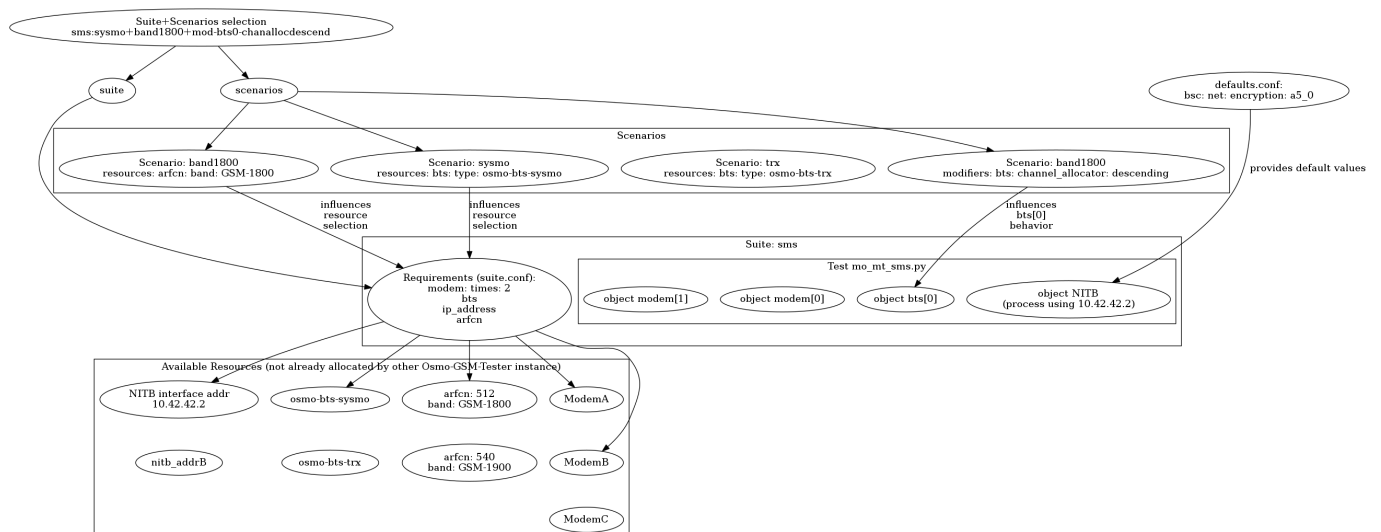 Suite+Scenarios selection
sms:sysmo+band1800+mod-bts0-chanallocdescend
suite
scenarios
defaults.conf:
bsc: net: encryption: a5_0
Scenarios
Scenario: band1800
resources: arfcn: band: GSM-1800
Scenario: sysmo
resources: bts: type: osmo-bts-sysmo
Scenario: trx
resources: bts: type: osmo-bts-trx
Scenario: band1800
modifiers: bts: channel_allocator: descending
provides default values
influences
resource
selection
influences
resource
selection
influences
bts[0]
behavior
Suite: sms
Requirements (suite.conf):
modem: times: 2
bts
ip_address
arfcn
Test mo_mt_sms.py
object modem[1]
object modem[0]
object bts[0]
object NITB
(process using 10.42.42.2)
Available Resources (not already allocated by other Osmo-GSM-Tester instance)
NITB interface addr
10.42.42.2
osmo-bts-sysmo
arfcn: 512
band: GSM-1800
ModemA
nitb_addrB
osmo-bts-trx
arfcn: 540
band: GSM-1900
ModemB
ModemC